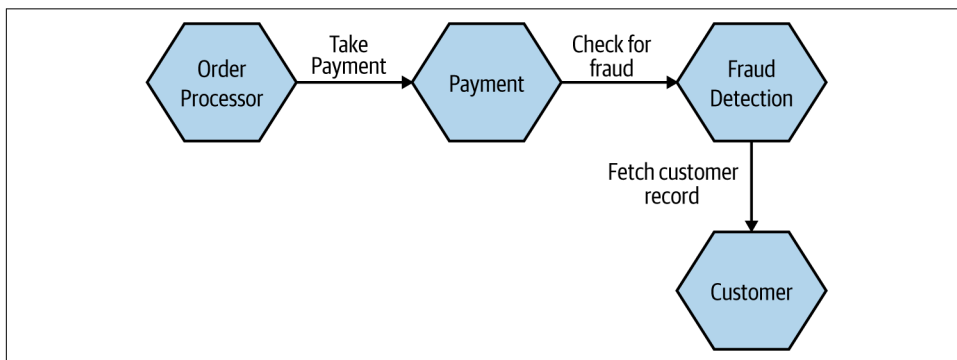 Order
Processor
Take
Payment
Payment
Check for
fraud
Fraud
Detection
Fetch customer
record
Customer